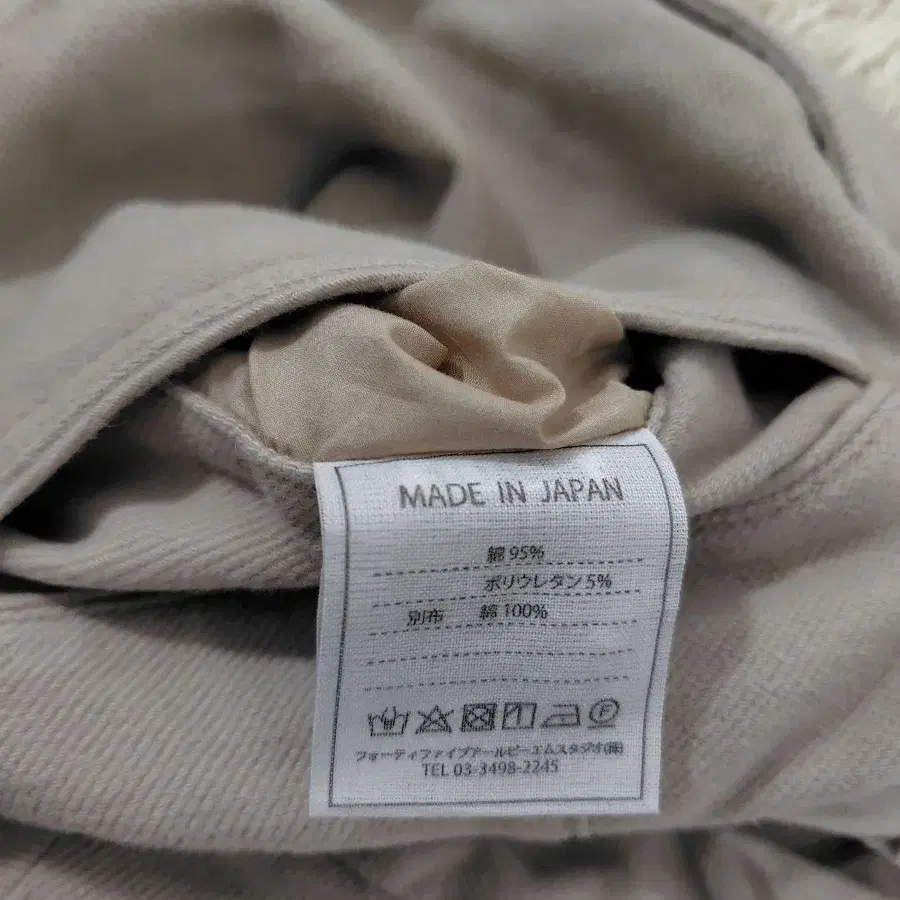 MADE IN JAPAN
綿 95%
ポリウレタン 5%
別布 綿 100%
フォーティファイブアールピーエムスタジオ(株)
TEL 03-3498-2245